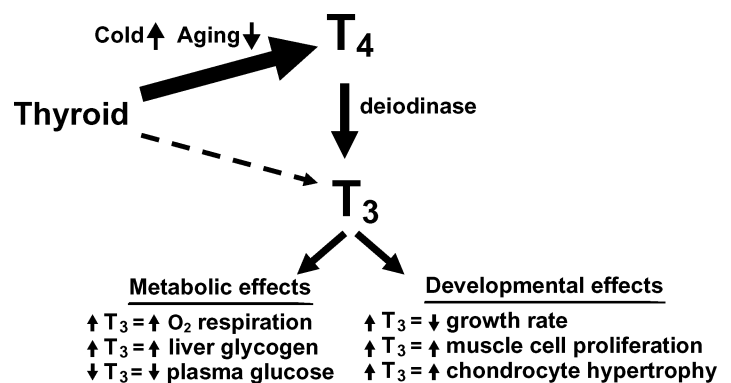 Cold↑ Aging↓
T₄
Thyroid
deiodinase
T₃
Metabolic effects
↑ T₃ = ↑ O₂ respiration
↑ T₃ = ↑ liver glycogen
↓ T₃ = ↓ plasma glucose
Developmental effects
↑ T₃ = ↓ growth rate
↑ T₃ = ↑ muscle cell proliferation
↑ T₃ = ↑ chondrocyte hypertrophy